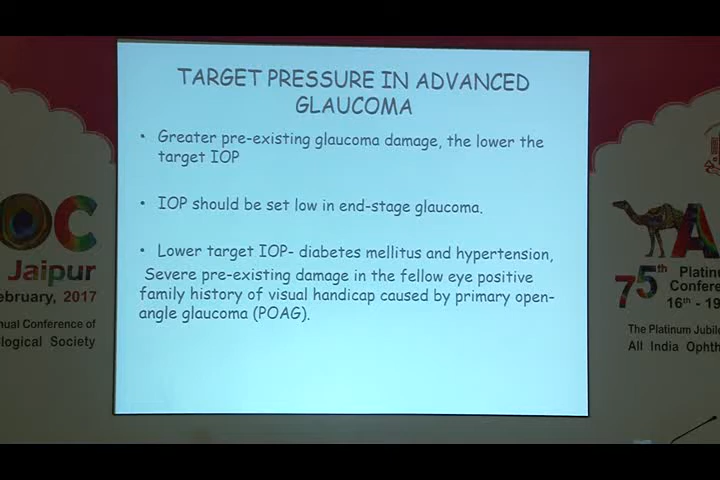 TARGET PRESSURE IN ADVANCED
GLAUCOMA
• Greater pre-existing glaucoma damage, the lower the
target IOP
• IOP should be set low in end-stage glaucoma.
• Lower target IOP- diabetes mellitus and hypertension,
Severe pre-existing damage in the fellow eye positive
family history of visual handicap caused by primary open-
angle glaucoma (POAG).
OC
Jaipur
ebruary, 2017
nual Conference of
ological Society
A
75th Platin
Confere
16th - 19
The Platinum Jubile
All India Ophth